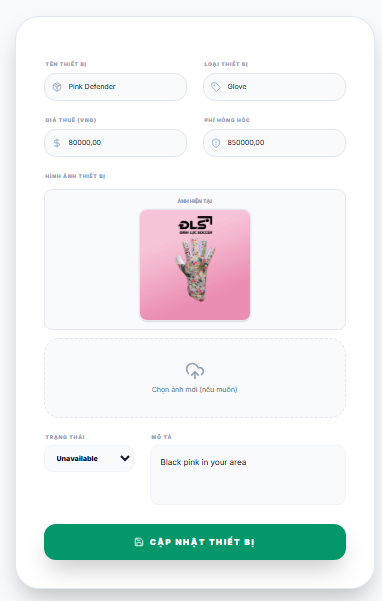 TÊN THIẾT BỊ
LOẠI THIẾT BỊ
Pink Defender
Glove
GIÁ THUÊ (VNĐ)
PHÍ HỎNG HÓC
80000,00
850000,00
HÌNH ẢNH THIẾT BỊ
ẢNH HIỆN TẠI
ĐLS
ĐÌNH LỰC SOCCER
Chọn ảnh mới (nếu muốn)
TRẠNG THÁI
MÔ TẢ
Unavailable
Black pink in your area
CẬP NHẬT THIẾT BỊ